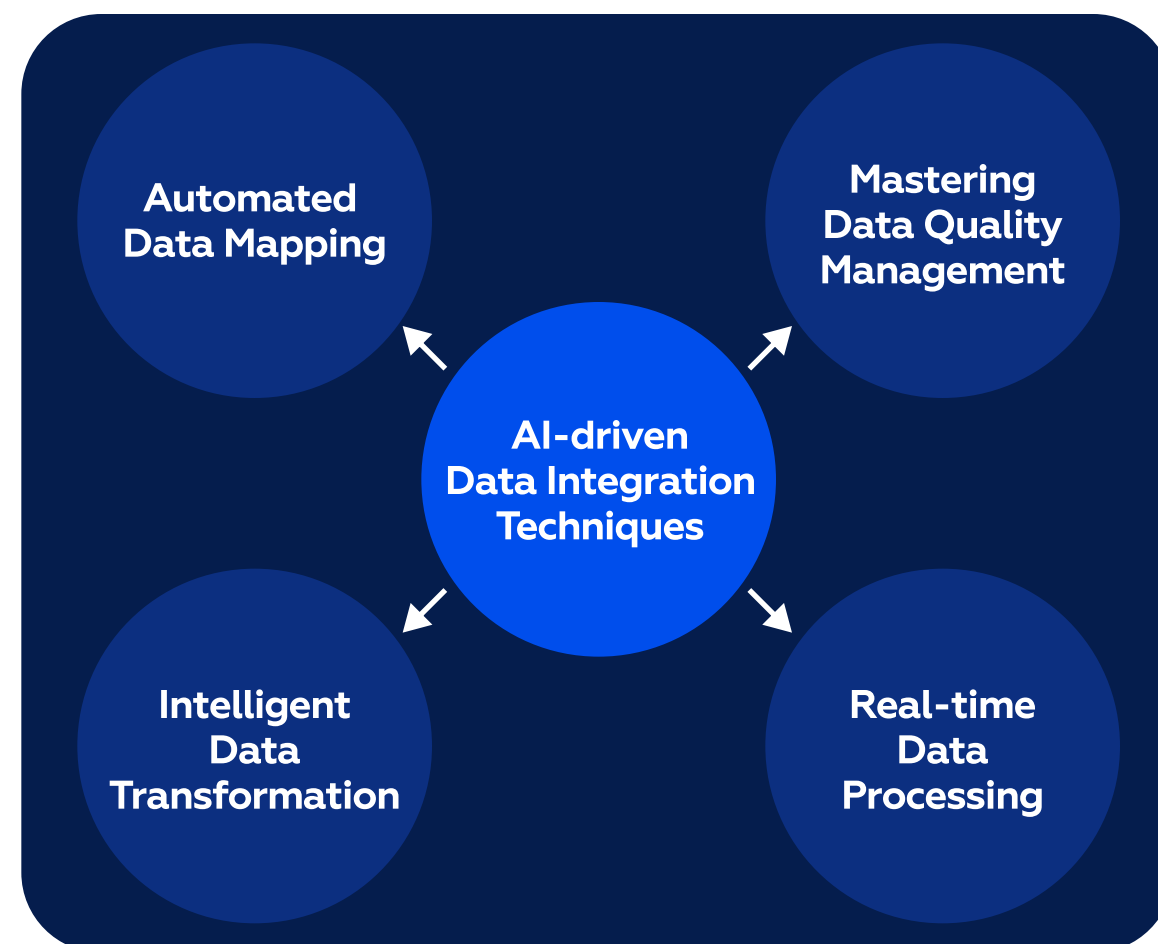 Automated
Data Mapping
Mastering
Data Quality
Management
AI-driven
Data Integration
Techniques
Intelligent
Data
Transformation
Real-time
Data
Processing